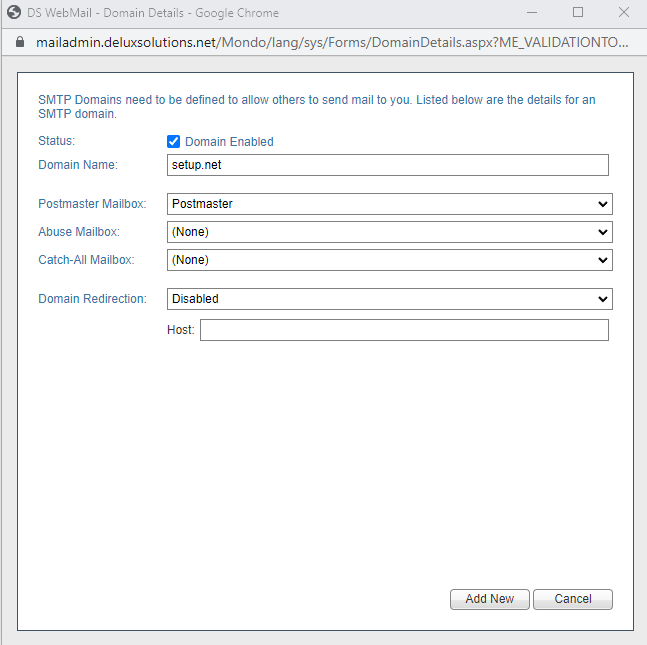 DS WebMail - Domain Details - Google Chrome
mailadmin.deluxsolutions.net/Mondo/lang/sys/Forms/DomainDetails.aspx?ME_VALIDATIONTO...
SMTP Domains need to be defined to allow others to send mail to you. Listed below are the details for an
SMTP domain.
Status: Domain Enabled
Domain Name: setup.net
Postmaster Mailbox: Postmaster
Abuse Mailbox: (None)
Catch-All Mailbox: (None)
Domain Redirection: Disabled
Host:
Add New Cancel